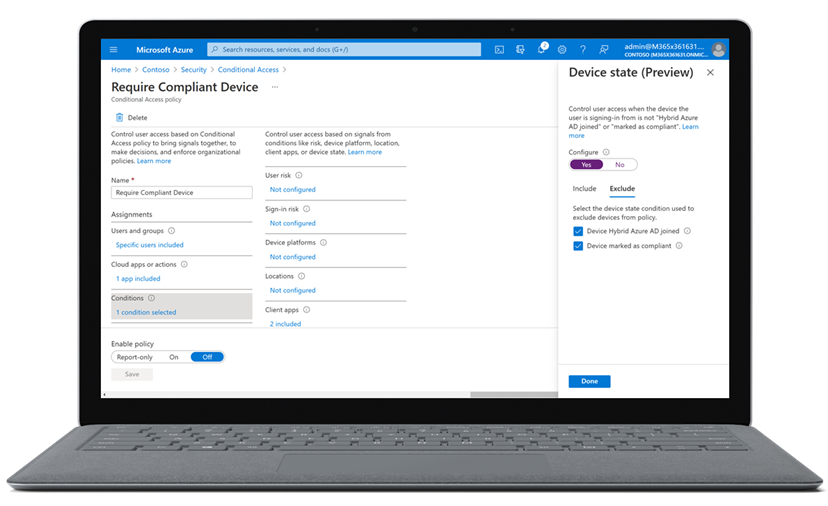 Microsoft Azure
Search resources, services, and docs (G+/)
2
admin@M365x361631....
CONTOSO (M365X361631.ONMIC...
Home > Contoso > Security > Conditional Access >
Require Compliant Device ...
Conditional Access policy
Delete
Control user access based on Conditional
Access policy to bring signals together, to
make decisions, and enforce organizational
policies. Learn more
Name *
Require Compliant Device
Assignments
Users and groups
Specific users included
Cloud apps or actions
1 app included
Conditions
1 condition selected
Control user access based on signals from
conditions like risk, device platform, location,
client apps, or device state. Learn more
User risk
Not configured
Sign-in risk
Not configured
Device platforms
Not configured
Locations
Not configured
Client apps
2 included
Enable policy
Report-only On Off
Save
Device state (Preview)
Control user access when the device the
user is signing-in from is not "Hybrid Azure
AD joined" or "marked as compliant". Learn
more
Configure
Yes No
Include Exclude
Select the device state condition used to
exclude devices from policy.
Device Hybrid Azure AD joined
Device marked as compliant
Done